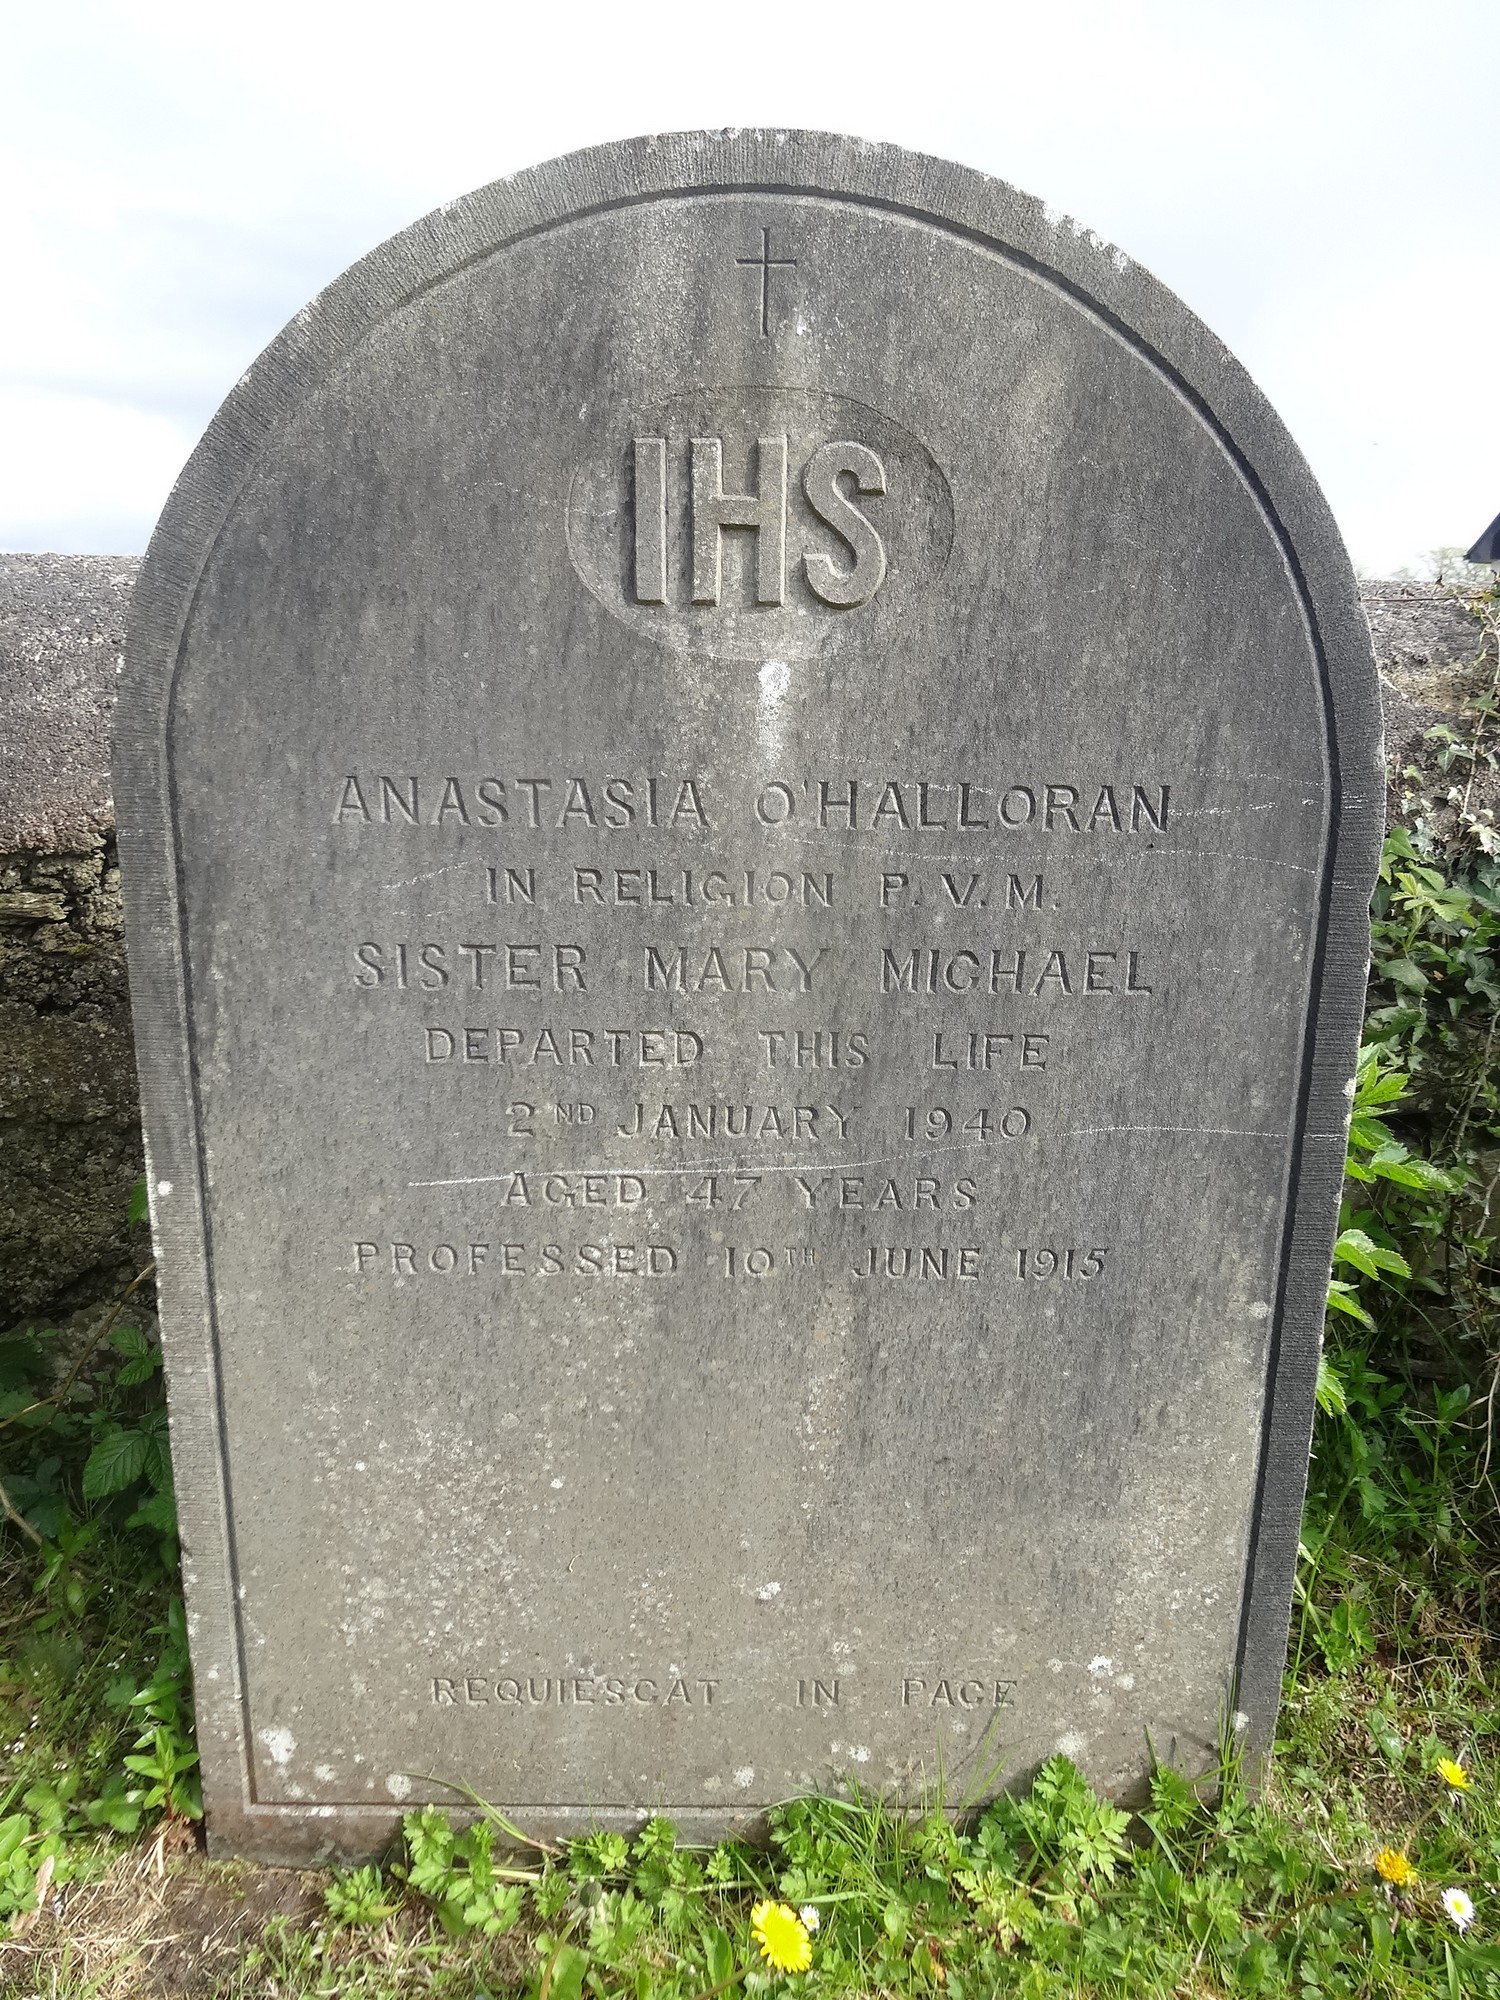 IHS
ANASTASIA O'HALLORAN
IN RELIGION P.V.M.
SISTER MARY MICHAEL
DEPARTED THIS LIFE
2ND JANUARY 1940
AGED 47 YEARS
PROFESSED 10TH JUNE 1915
REQUIESCAT IN PACE